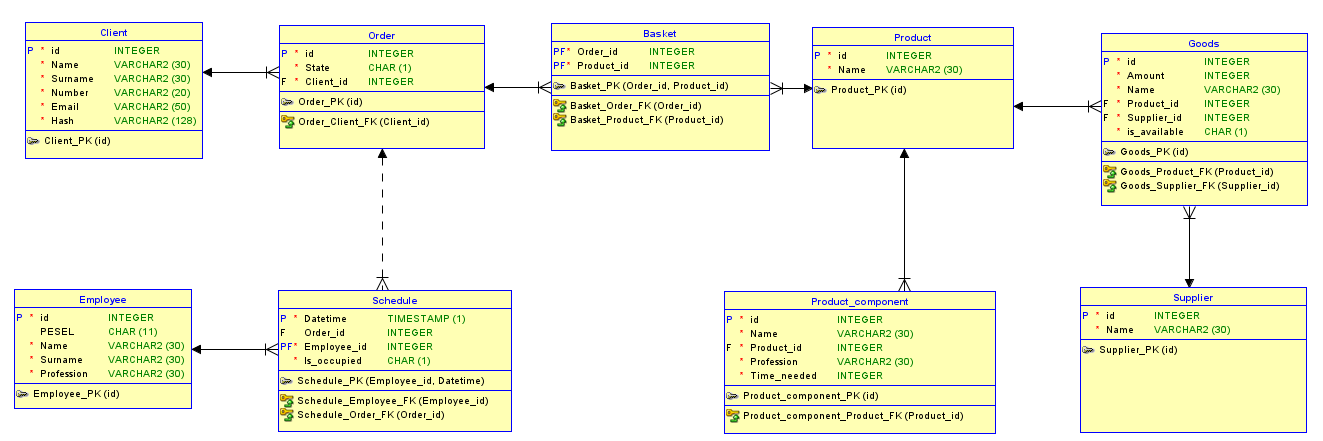 Client
P * id INTEGER
* Name VARCHAR2 (30)
* Surname VARCHAR2 (30)
* Number VARCHAR2 (20)
* Email VARCHAR2 (50)
* Hash VARCHAR2 (128)
Client_PK (id)
Order
P * id INTEGER
* State CHAR (1)
F * Client_id INTEGER
Order_PK (id)
Order_Client_FK (Client_id)
Basket
PF* Order_id INTEGER
PF* Product_id INTEGER
Basket_PK (Order_id, Product_id)
Basket_Order_FK (Order_id)
Basket_Product_FK (Product_id)
Product
P * id INTEGER
* Name VARCHAR2 (30)
Product_PK (id)
Goods
P * id INTEGER
* Amount INTEGER
* Name VARCHAR2 (30)
F * Product_id INTEGER
F * Supplier_id INTEGER
* is_available CHAR (1)
Goods_PK (id)
Goods_Product_FK (Product_id)
Goods_Supplier_FK (Supplier_id)
Employee
P * id INTEGER
PESEL CHAR (11)
* Name VARCHAR2 (30)
* Surname VARCHAR2 (30)
* Profession VARCHAR2 (30)
Employee_PK (id)
Schedule
P * Datetime TIMESTAMP (1)
F Order_id INTEGER
PF* Employee_id INTEGER
* Is_occupied CHAR (1)
Schedule_PK (Employee_id, Datetime)
Schedule_Employee_FK (Employee_id)
Schedule_Order_FK (Order_id)
Product_component
P * id INTEGER
* Name VARCHAR2 (30)
F * Product_id INTEGER
* Profession VARCHAR2 (30)
* Time_needed INTEGER
Product_component_PK (id)
Product_component_Product_FK (Product_id)
Supplier
P * id INTEGER
* Name VARCHAR2 (30)
Supplier_PK (id)